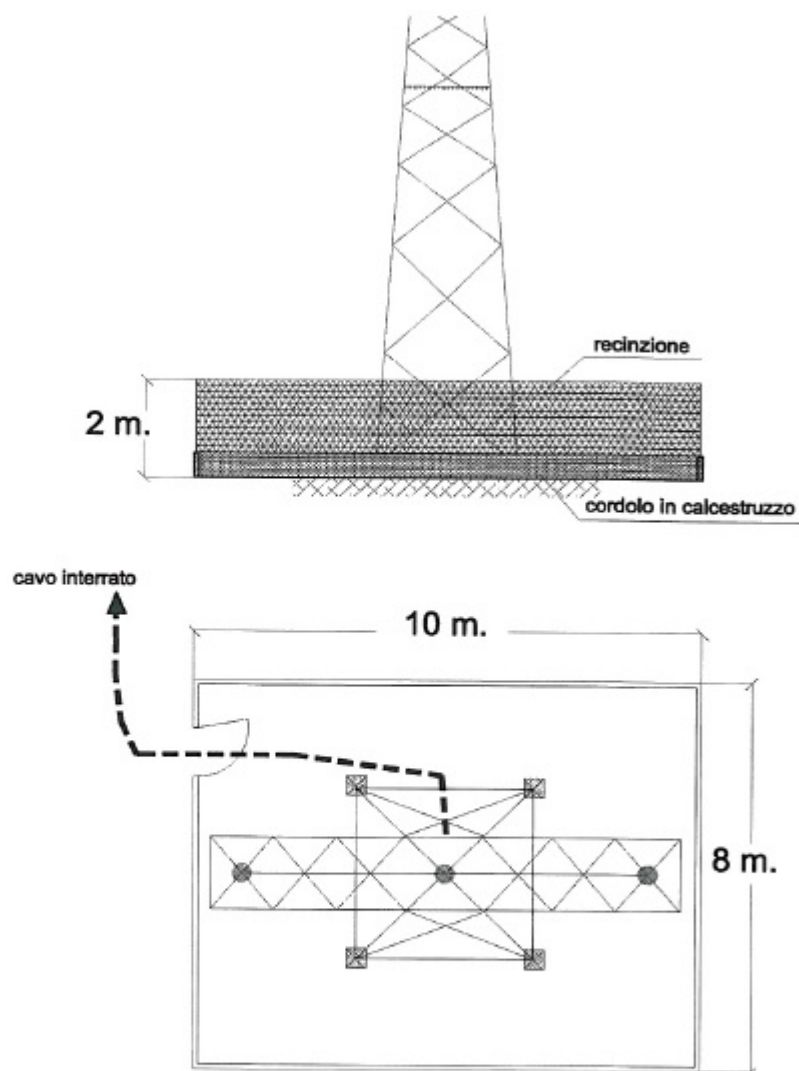 recinzione
2 m.
cordolo in calcestruzzo
cavo interrato
10 m.
8 m.